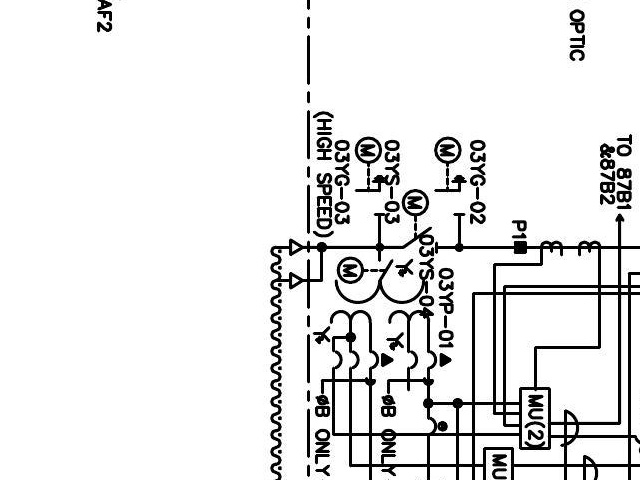 AF2
OPTIC
TO 87B1
&87B2
03YG-02
03YS-03
03YG-03
(HIGH SPEED)
M
M
M
M
P1
03YS-04
03YP-01
MU(2)
MU
øB ONLY
øB ONLY